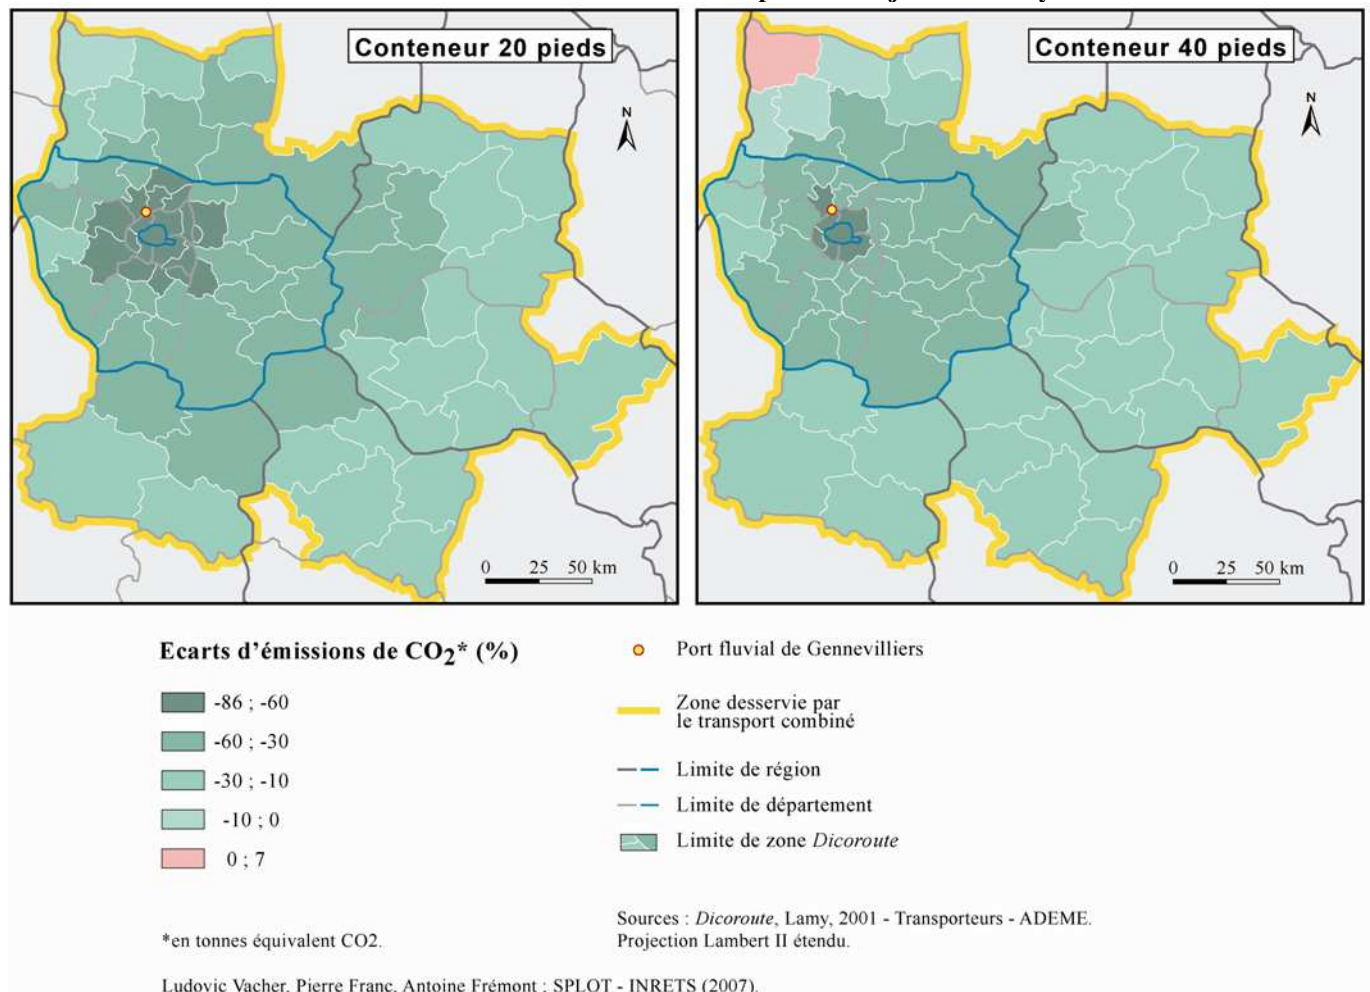 Conteneur 20 pieds
N
0 25 50 km
Conteneur 40 pieds
N
0 25 50 km
Ecarts d’émissions de CO2* (%)
-86 ; -60
-60 ; -30
-30 ; -10
-10 ; 0
0 ; 7
Port fluvial de Gennevilliers
Zone desservie par
le transport combiné
Limite de région
Limite de département
Limite de zone Dicoroute
*en tonnes équivalent CO2.
Sources : Dicoroute, Lamy, 2001 - Transporteurs - ADEME.
Projection Lambert II étendu.
Ludovic Vacher, Pierre Franc, Antoine Frémont : SPLOT - INRETS (2007).